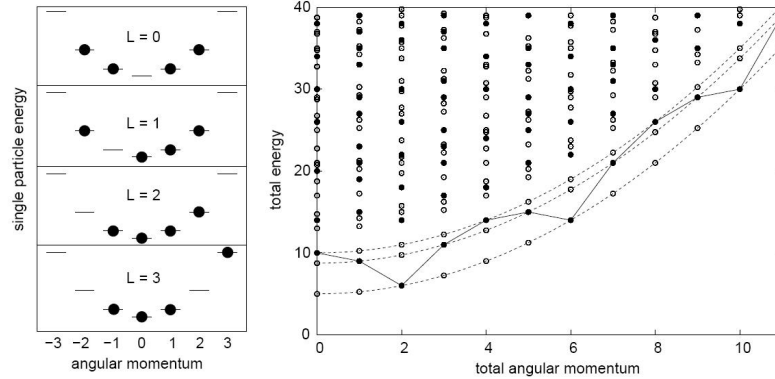 single particle energy
L = 0
L = 1
L = 2
L = 3
−3 −2 −1 0 1 2 3
angular momentum
total energy
40
30
20
10
0
0 2 4 6 8 10
total angular momentum